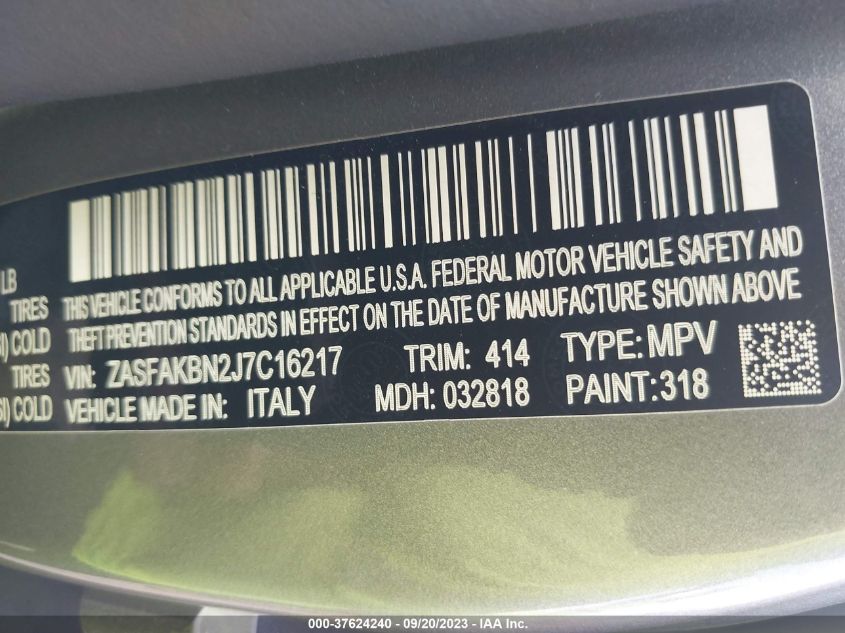 LB
TIRES THIS VEHICLE CONFORMS TO ALL APPLICABLE U.S.A. FEDERAL MOTOR VEHICLE SAFETY AND
I) COLD THEFT PREVENTION STANDARDS IN EFFECT ON THE DATE OF MANUFACTURE SHOWN ABOVE
TIRES VIN: ZASFAKBN2J7C16217 TRIM: 414 TYPE: MPV
SI) COLD VEHICLE MADE IN: ITALY MDH: 032818 PAINT:318
000-37624240 - 09/20/2023 - IAA Inc.